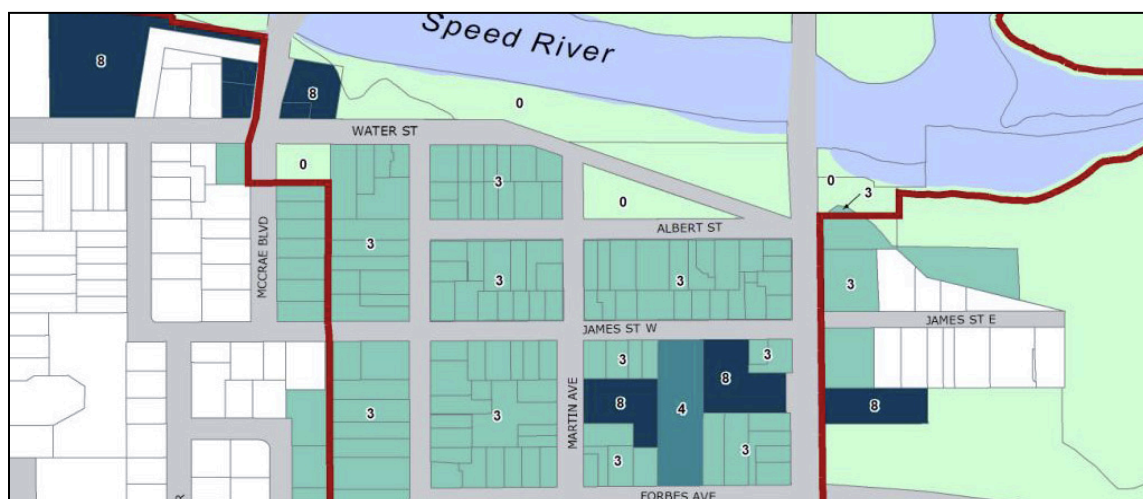 Speed River
8
8
0
WATER ST
0
3
0
3
0
ALBERT ST
3
MCCRAE BLVD
3
3
3
JAMES ST W
JAMES ST E
3
3
8
8
4
8
3
3
MARTIN AVE
3
3
FORBES AVE
R